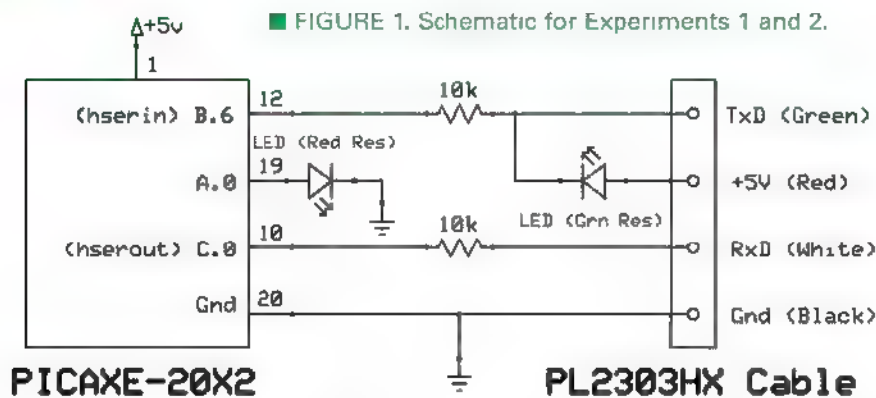 ■ FIGURE 1. Schematic for Experiments 1 and 2.
+5v
1
(hserin) B.6
12
10k
TxD (Green)
LED (Red Res)
A.0
19
+5V (Red)
LED (Grn Res)
(hserout) C.0
10
10k
RxD (White)
Gnd
20
Gnd (Black)
PICAXE-20X2
PL2303HX Cable